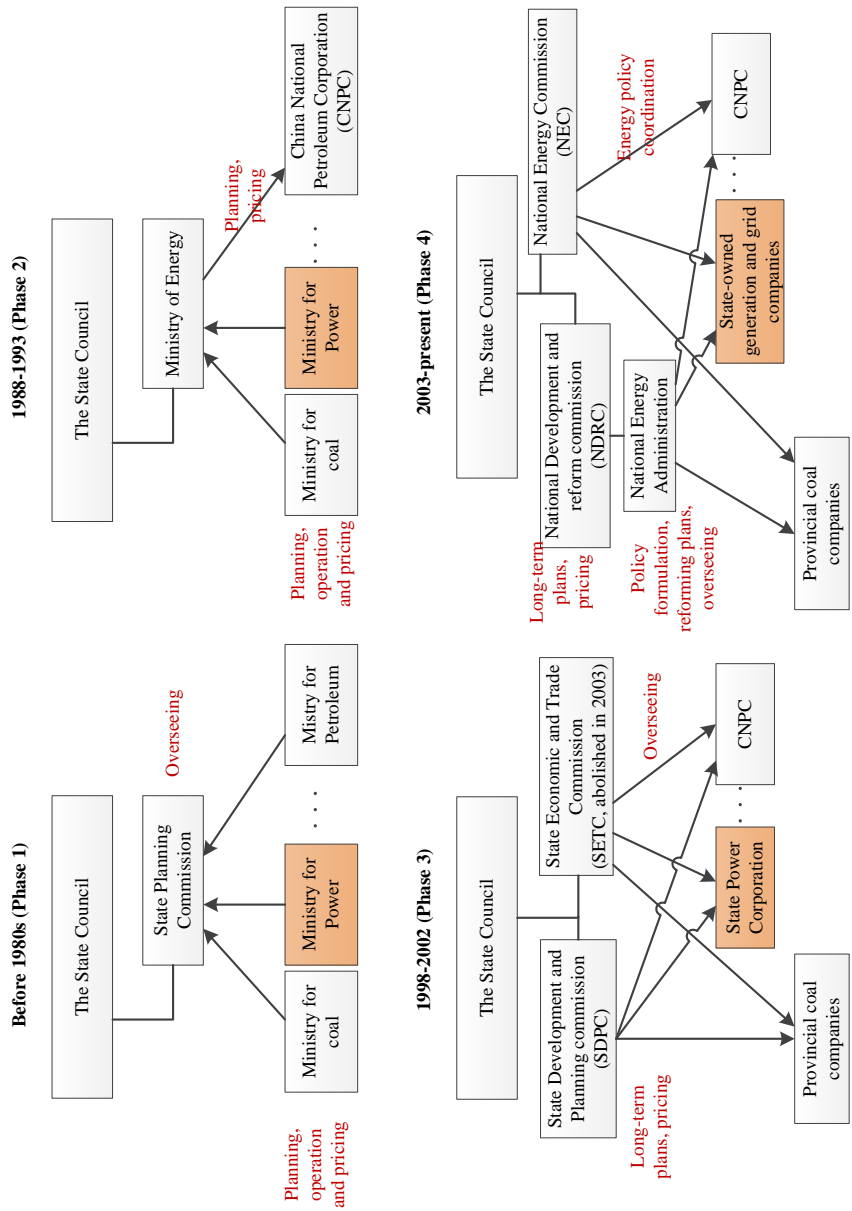 Before 1980s (Phase 1)
The State Council
State Planning
Commission
Overseeing
Ministry for
coal
Ministry for
Power
. . . .
Mistry for
Petroleum
Planning,
operation
and pricing
1988-1993 (Phase 2)
The State Council
Ministry of Energy
Planning,
pricing
Ministry for
coal
Ministry for
Power
. . . .
China National
Petroleum Corporation
(CNPC)
Planning,
operation
and pricing
1998-2002 (Phase 3)
The State Council
State Development and
Planning commission
(SDPC)
State Economic and Trade
Commission
(SETC, abolished in 2003)
Long-term
plans, pricing
Overseeing
Provincial coal
companies
State Power
Corporation
. . . .
CNPC
2003-present (Phase 4)
The State Council
National Development and
reform commission
(NDRC)
National Energy Commission
(NEC)
Long-term
plans,
pricing
National Energy
Administration
Policy
formulation,
reforming plans,
overseeing
Energy policy
coordination
Provincial coal
companies
State-owned
generation and grid
companies
. . . .
CNPC